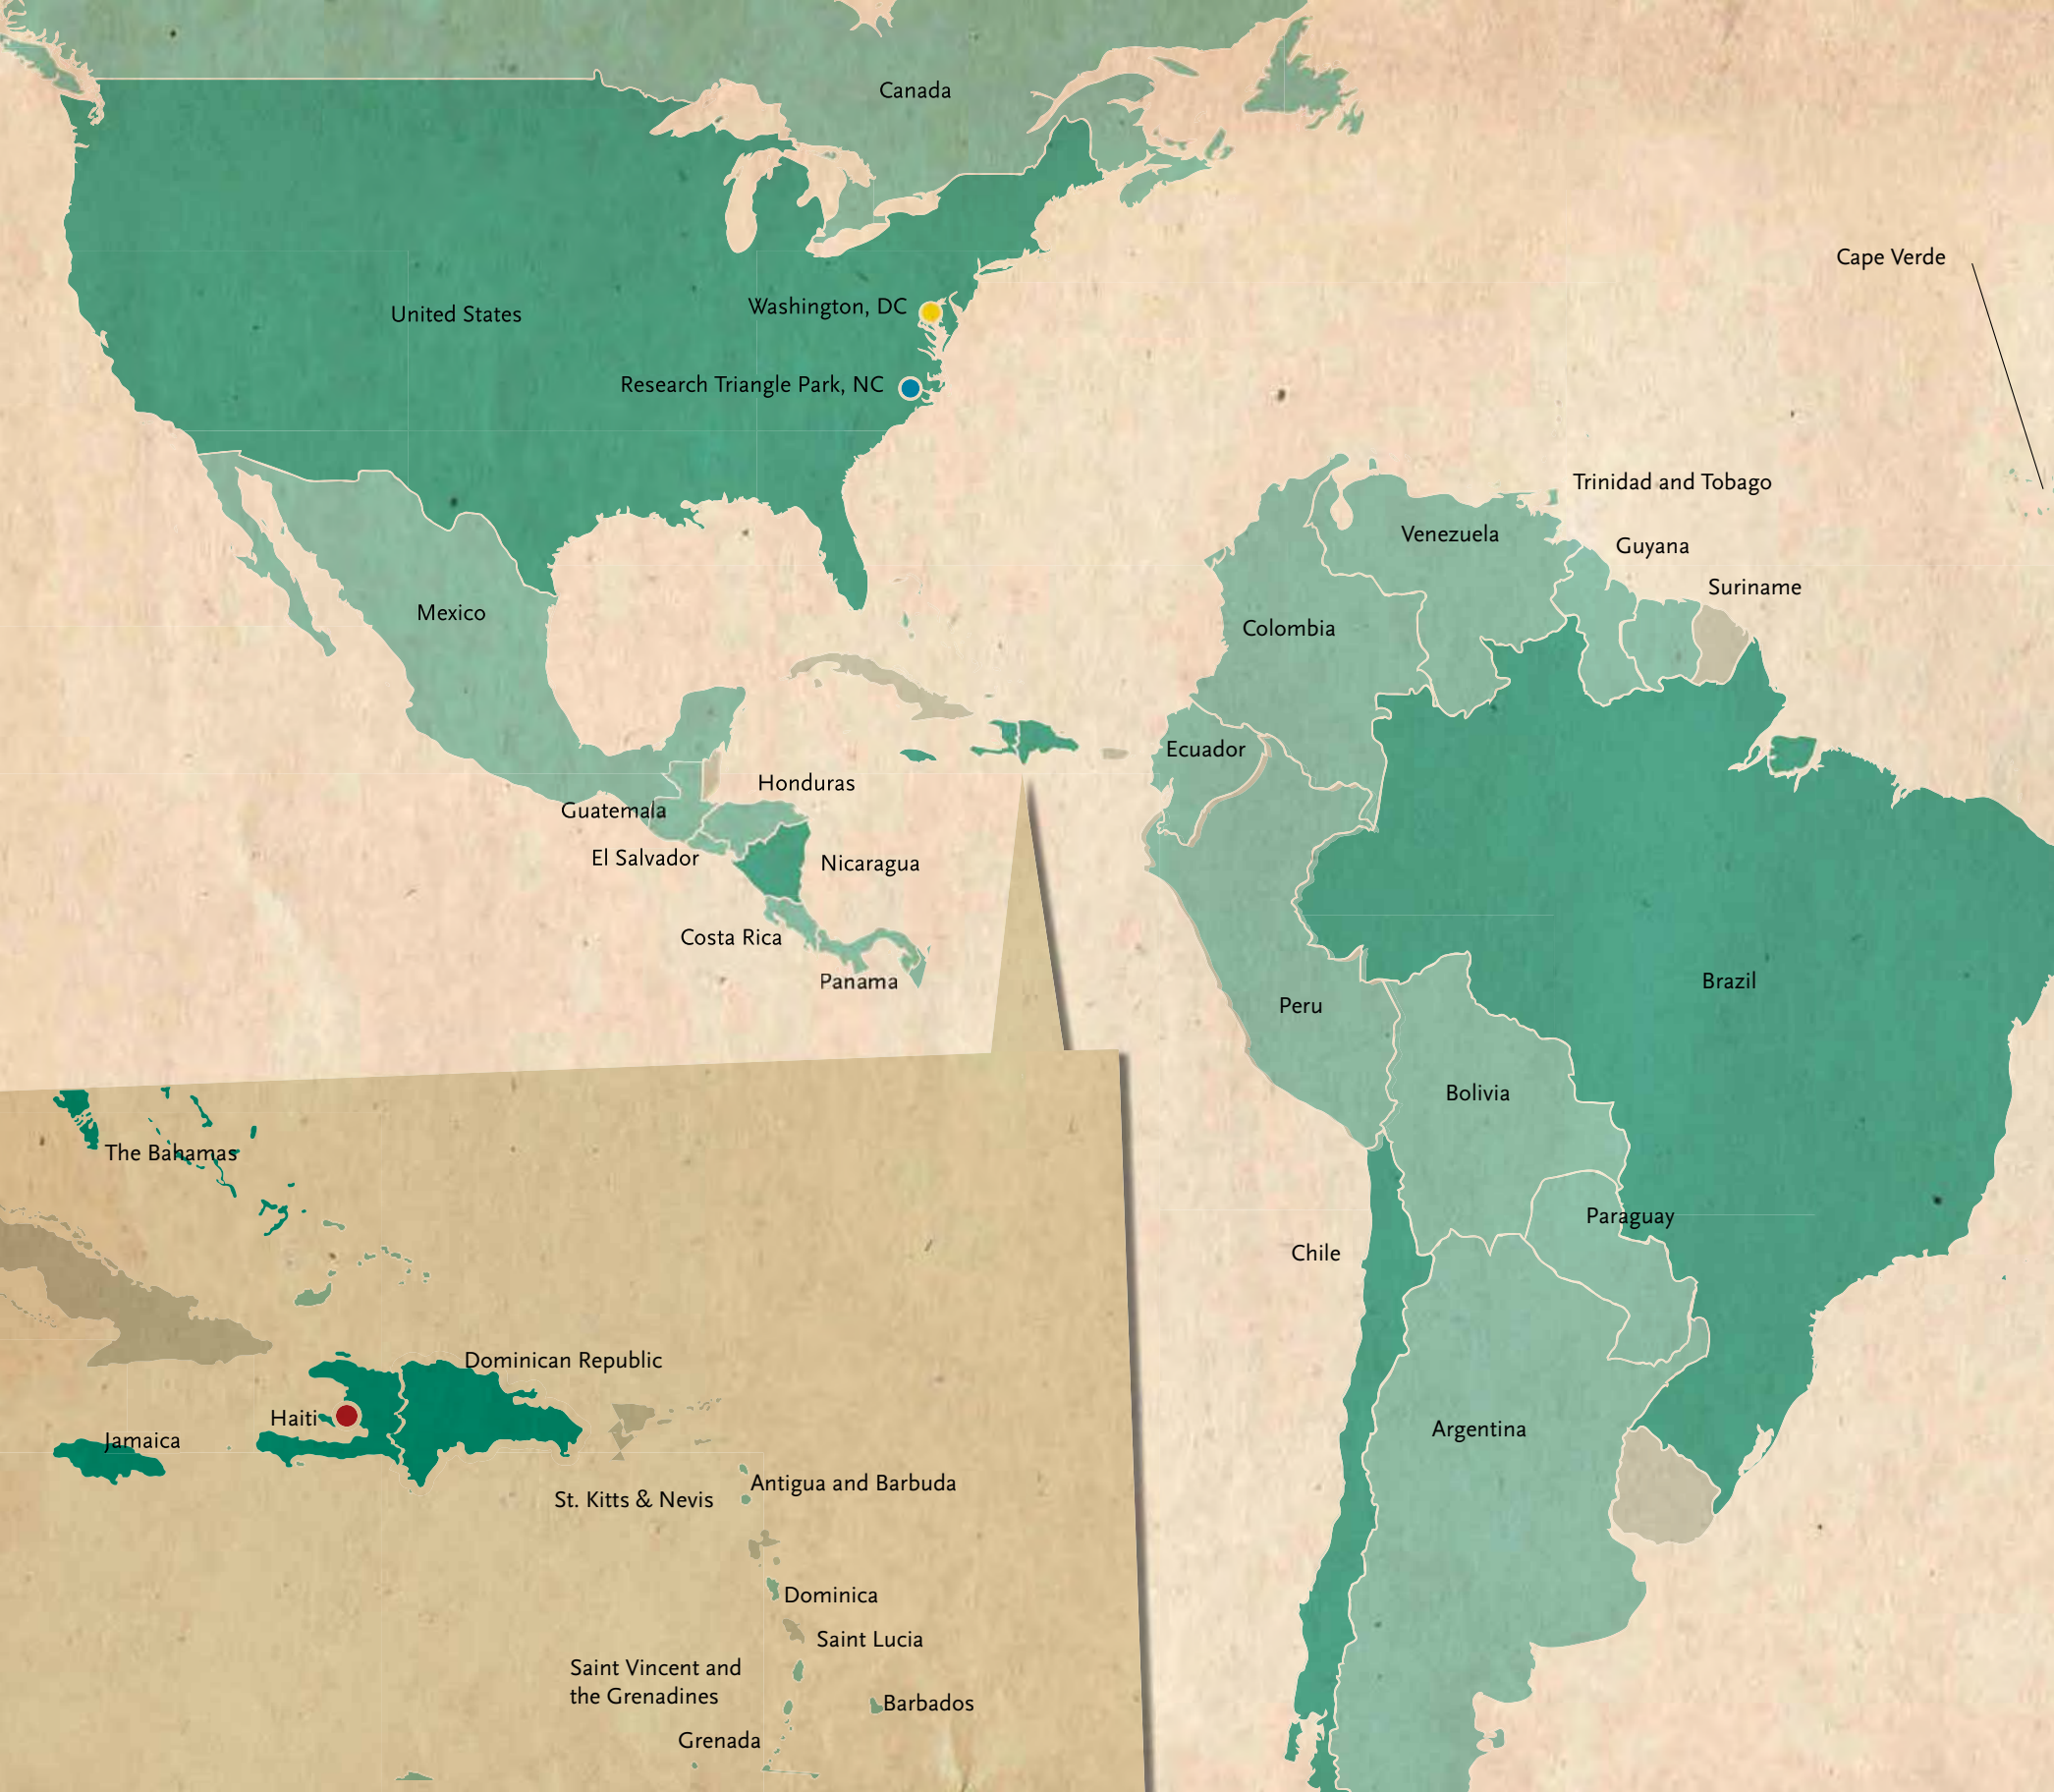 Canada
Cape Verde
United States
Washington, DC
Research Triangle Park, NC
Trinidad and Tobago
Venezuela
Guyana
Suriname
Mexico
Colombia
Ecuador
Honduras
Guatemala
El Salvador
Nicaragua
Costa Rica
Panama
Brazil
Peru
Bolivia
The Bahamas
Paraguay
Chile
Dominican Republic
Haiti
Jamaica
Argentina
Antigua and Barbuda
St. Kitts & Nevis
Dominica
Saint Lucia
Saint Vincent and
the Grenadines
Barbados
Grenada